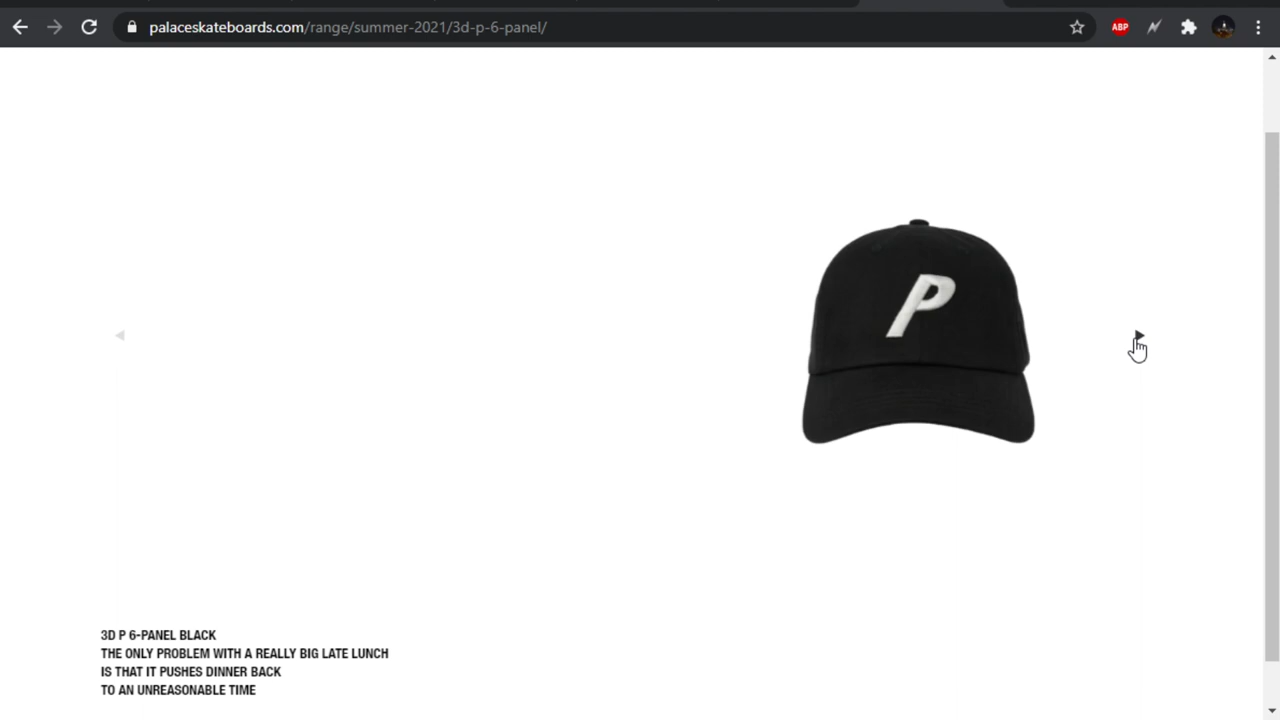 palaceskateboards.com/range/summer-2021/3d-p-6-panel/
ABP
P
3D P 6-PANEL BLACK
THE ONLY PROBLEM WITH A REALLY BIG LATE LUNCH
IS THAT IT PUSHES DINNER BACK
TO AN UNREASONABLE TIME